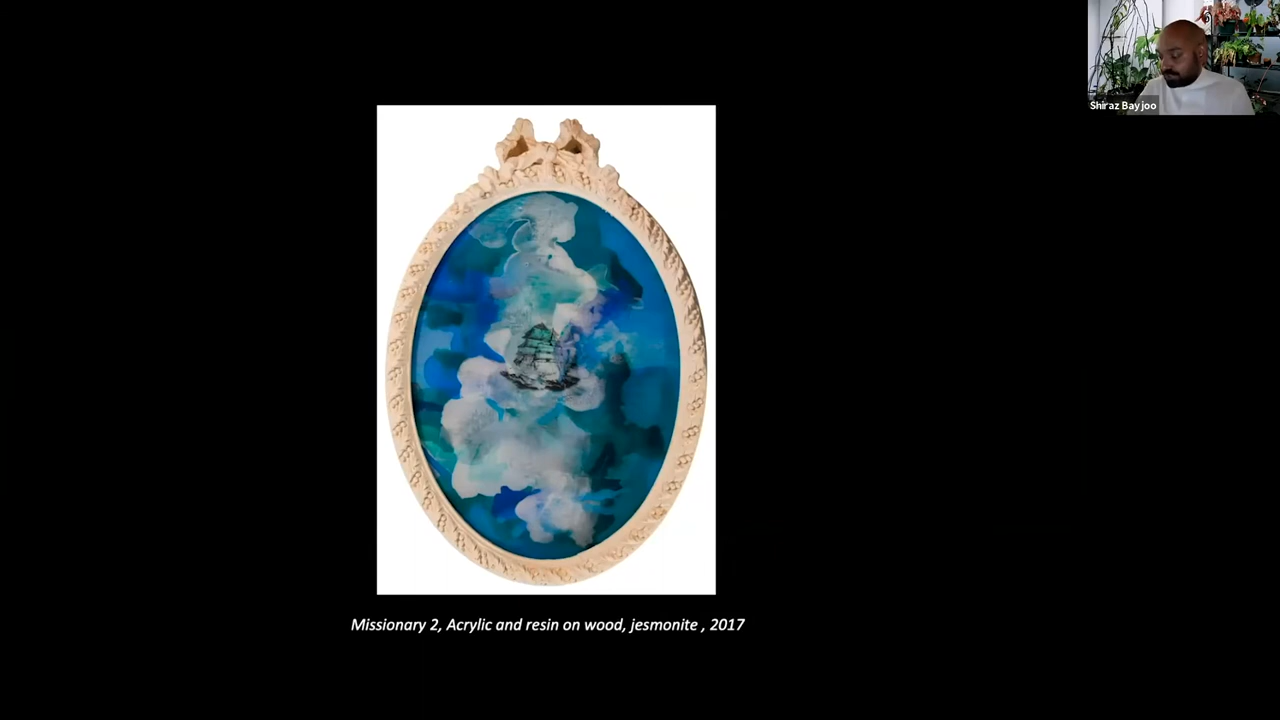 Shiraz Bayjoo
Missionary 2, Acrylic and resin on wood, jesmonite , 2017